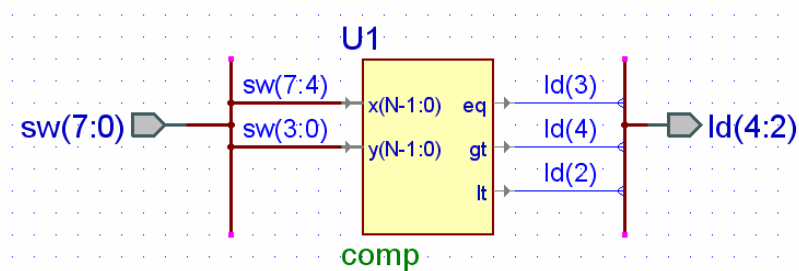 U1
sw(7:4) ld(3)
x(N-1:0) eq
sw(7:0) sw(3:0) ld(4) ld(4:2)
y(N-1:0) gt
ld(2)
lt
comp